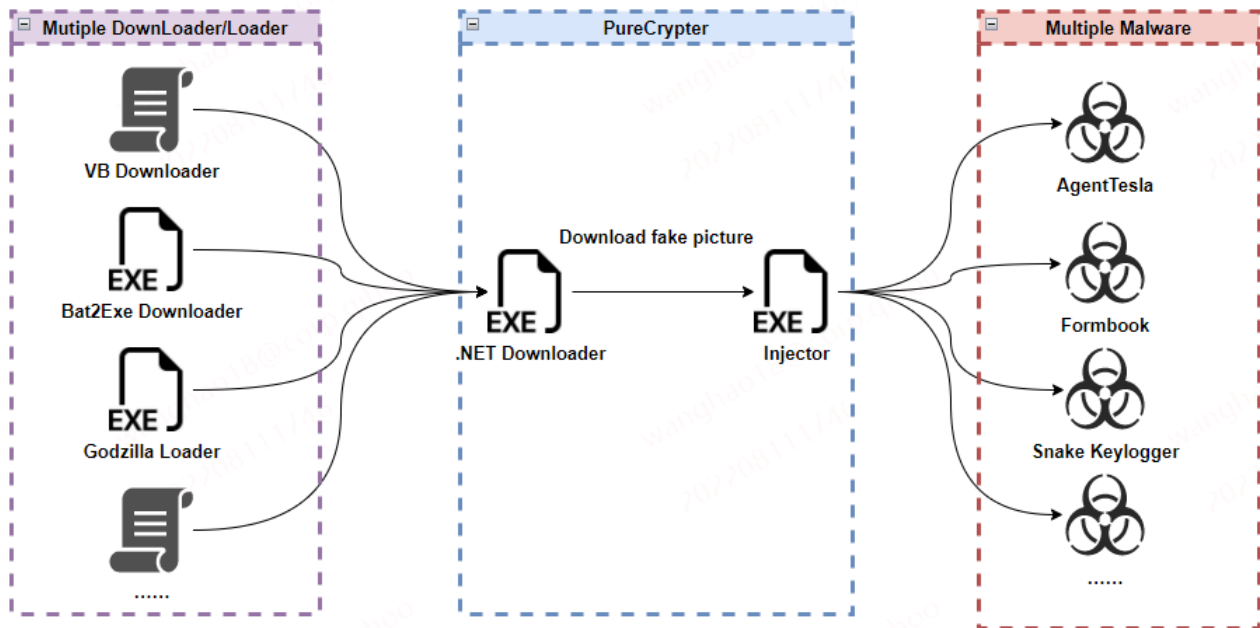 Mutiple DownLoader/Loader
PureCrypter
Multiple Malware
VB Downloader
EXE
Bat2Exe Downloader
EXE
Godzilla Loader
......
EXE
.NET Downloader
Download fake picture
EXE
Injector
AgentTesla
Formbook
Snake Keylogger
......